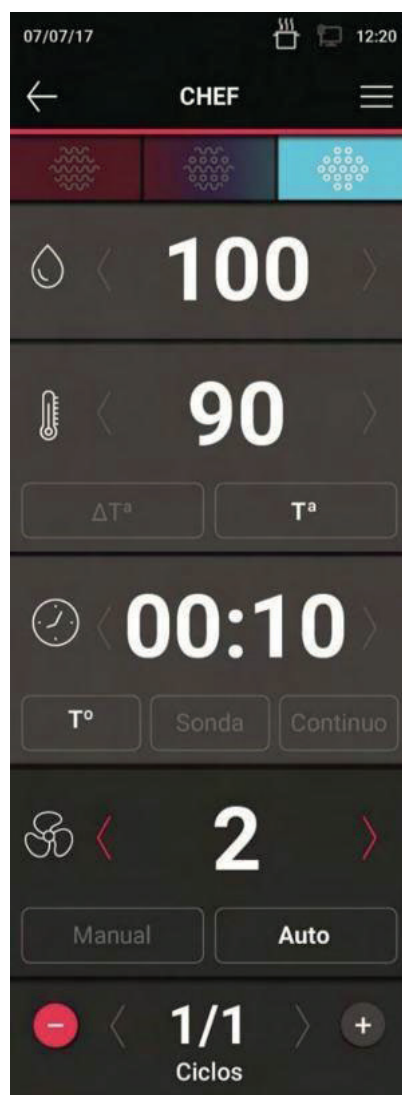 07/07/17 12:20
CHEF
100
90
ΔTª Tª
00:10
Tº Sonda Continuo
2
Manual Auto
1/1
Ciclos